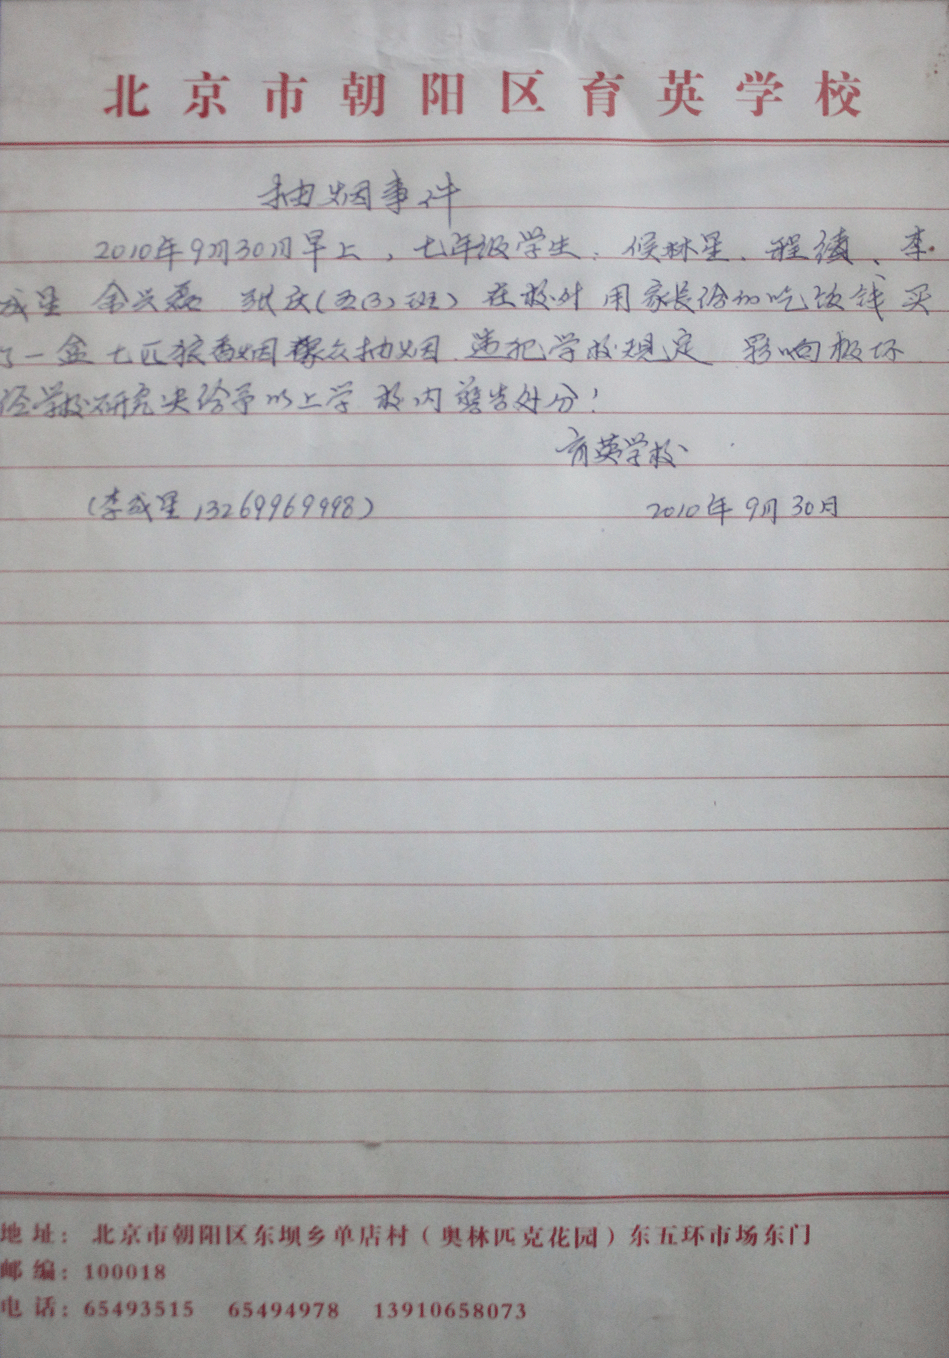 北京市朝阳区育英学校
抽烟事件
2010年9月30日早上，七年级学生：候林星、程绩、李
成星 金兴磊 张庆（五(3)班）在校外 用家长给的吃饭钱 买
了一盒七匹狼香烟 聚众抽烟 违犯学校规定 影响极坏
经学校研究决给予以上学 校内警告处分！
育英学校
（李成星 13269969998）
2010年9月30日
地 址：北京市朝阳区东坝乡单店村（奥林匹克花园）东五环市场东门
邮 编：100018
电 话：65493515 65494978 13910658073